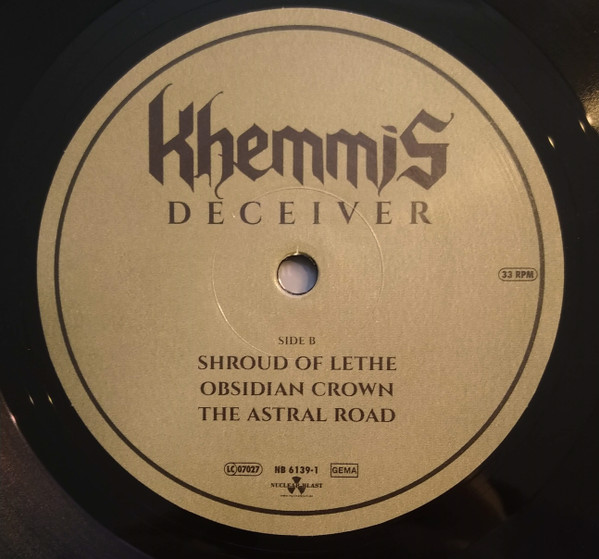 Khemmis
DECEIVER
33 RPM
SIDE B
SHROUD OF LETHE
OBSIDIAN CROWN
THE ASTRAL ROAD
LC 07027 NB 6139-1 GEMA
NUCLEAR BLAST